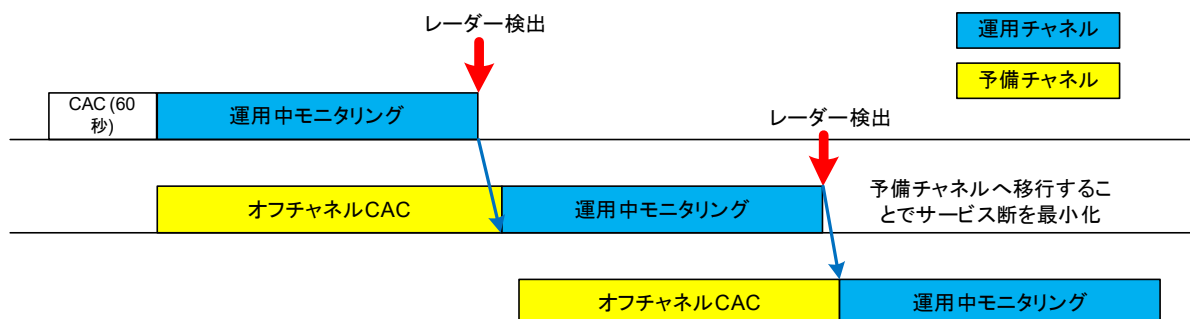 レーダー検出
運用チャネル
予備チャネル
CAC (60
秒)
運用中モニタリング
レーダー検出
オフチャネルCAC
運用中モニタリング
予備チャネルへ移行するこ
とでサービス断を最小化
オフチャネルCAC
運用中モニタリング